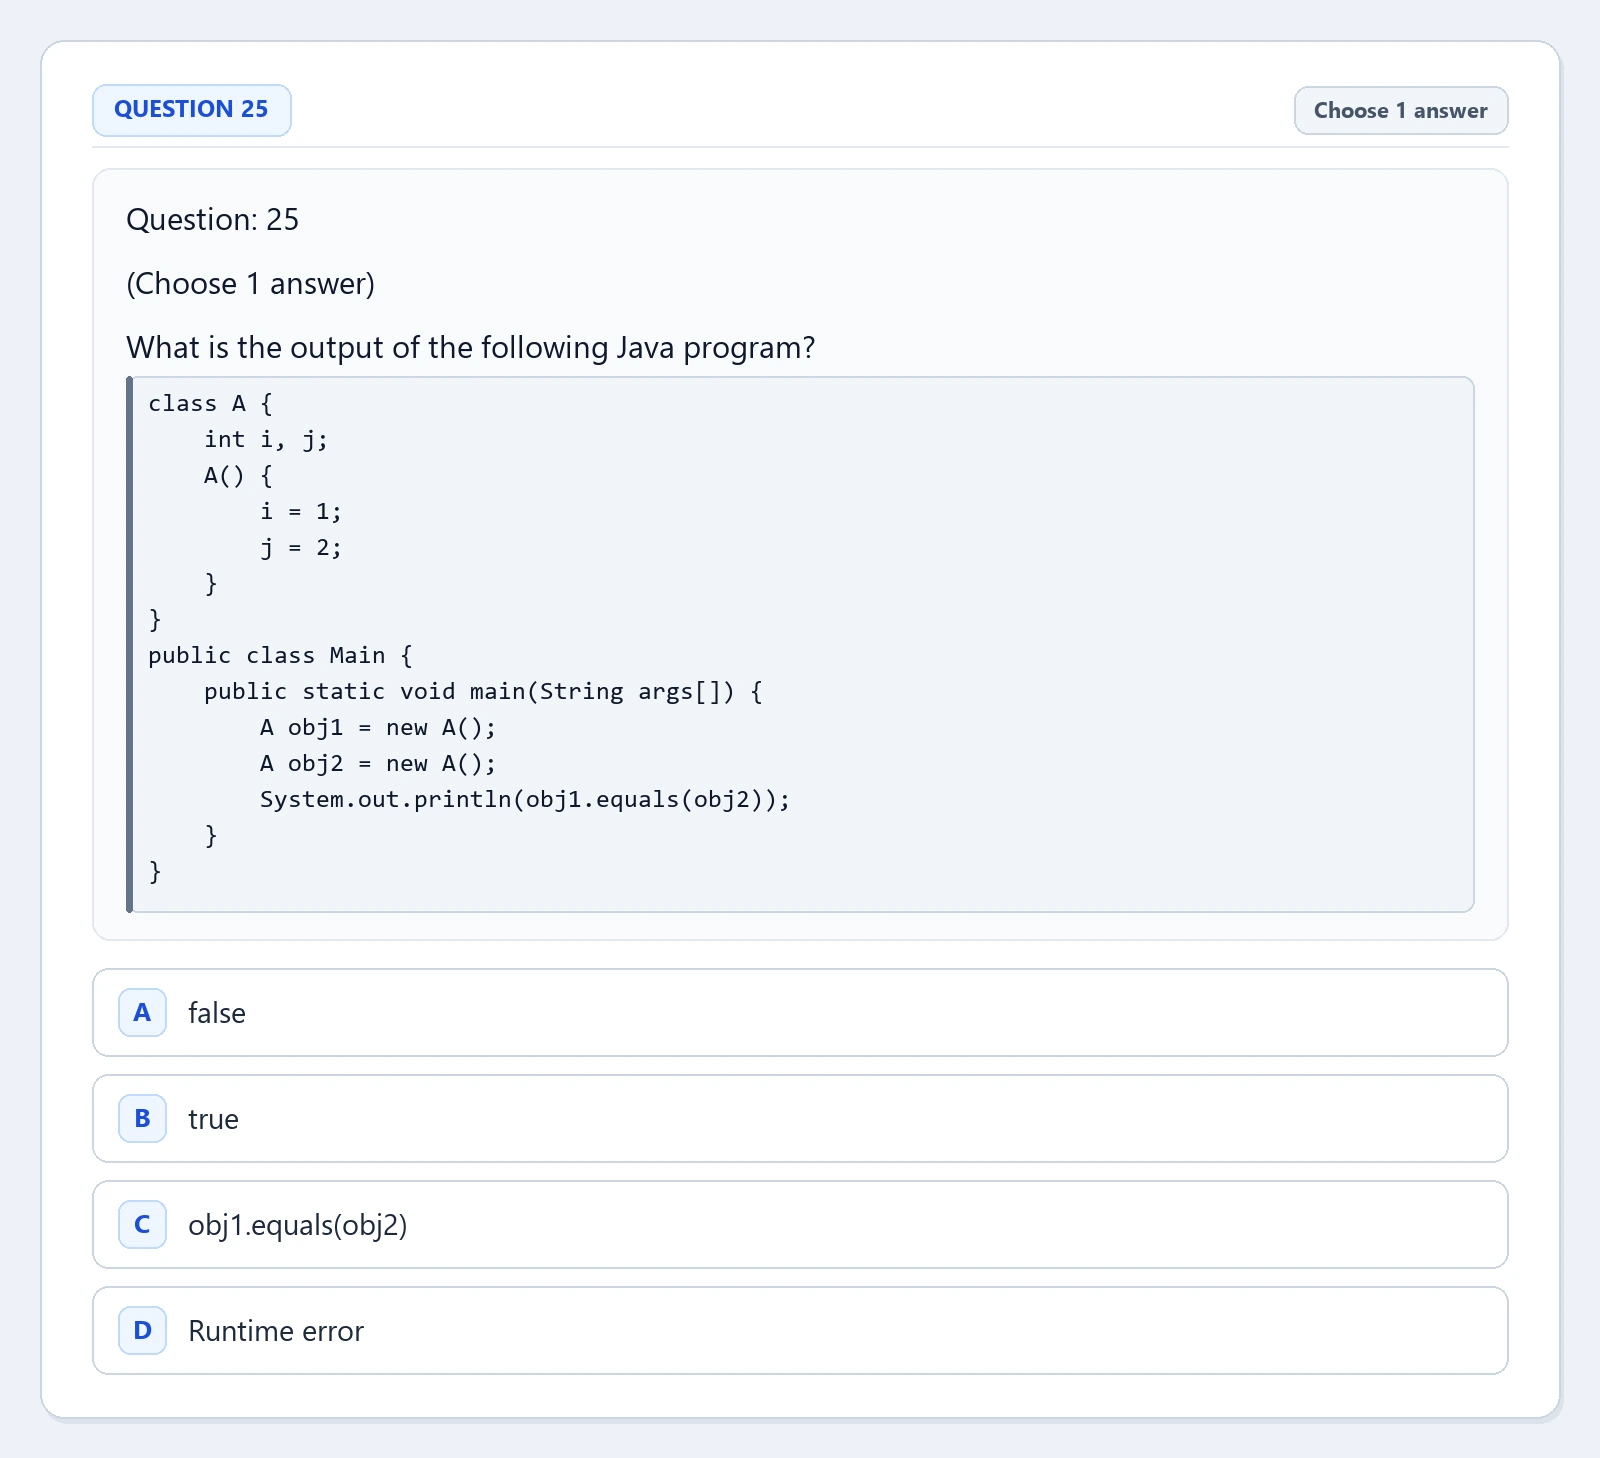 QUESTION 25
Choose 1 answer
Question: 25
(Choose 1 answer)
What is the output of the following Java program?
class A {
    int i, j;
    A() {
        i = 1;
        j = 2;
    }
}
public class Main {
    public static void main(String args[]) {
        A obj1 = new A();
        A obj2 = new A();
        System.out.println(obj1.equals(obj2));
    }
}
A false
B true
C obj1.equals(obj2)
D Runtime error